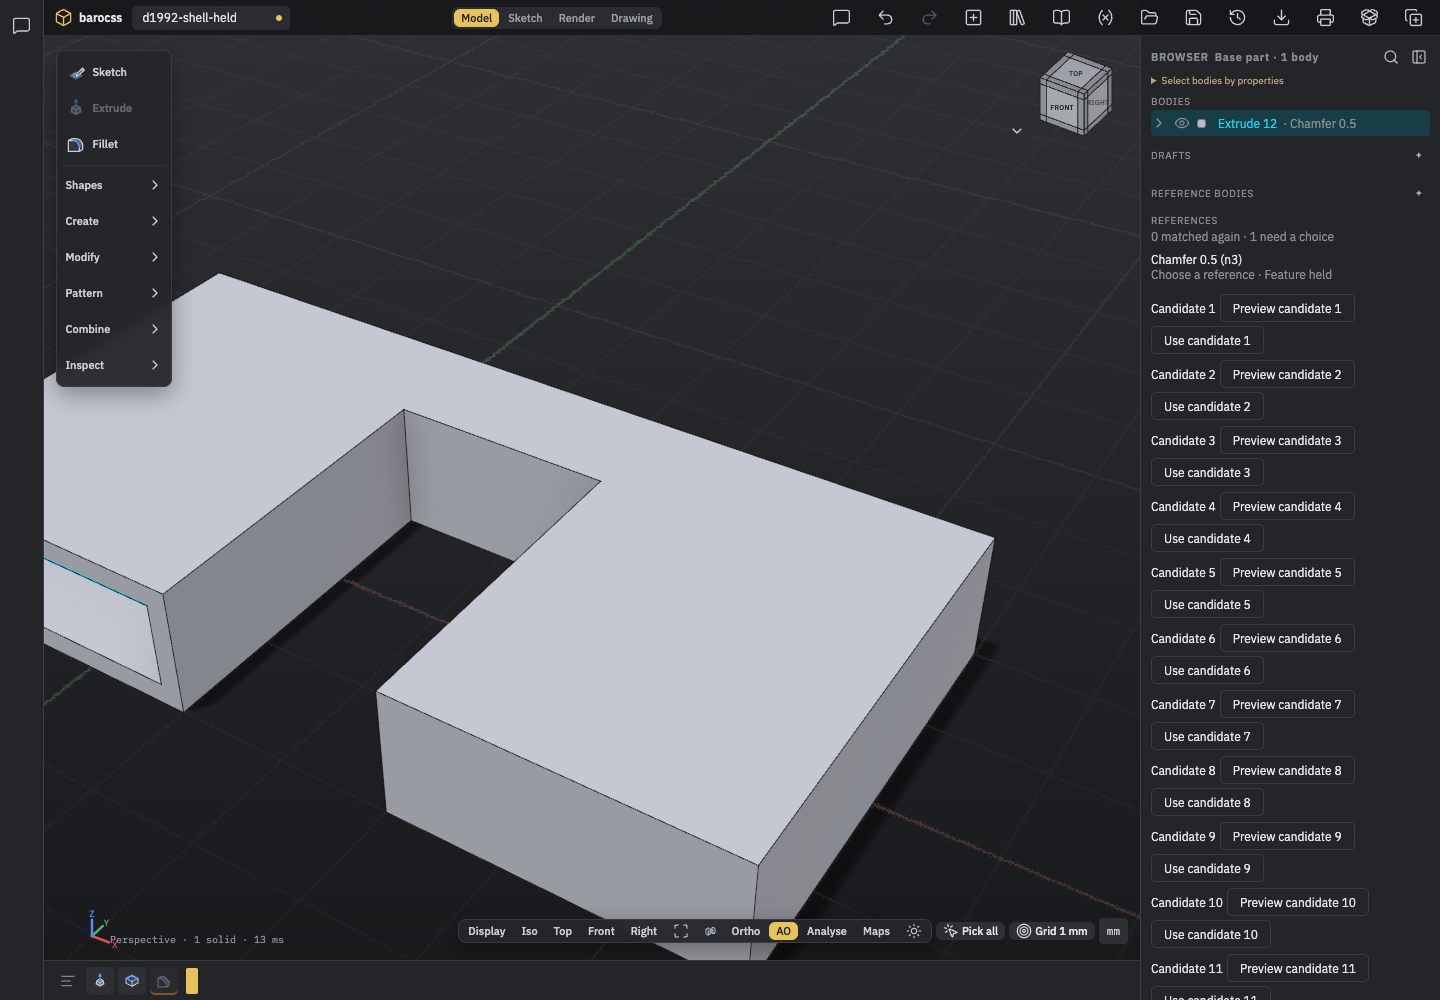 barocss
d1992-shell-held
Model
Sketch
Render
Drawing
Sketch
Extrude
Fillet
Shapes
Create
Modify
Pattern
Combine
Inspect
TOP
FRONT
RIGHT
BROWSER Base part · 1 body
Select bodies by properties
BODIES
Extrude 12 · Chamfer 0.5
DRAFTS
REFERENCE BODIES
REFERENCES
0 matched again · 1 need a choice
Chamfer 0.5 (n3)
Choose a reference · Feature held
Candidate 1 Preview candidate 1
Use candidate 1
Candidate 2 Preview candidate 2
Use candidate 2
Candidate 3 Preview candidate 3
Use candidate 3
Candidate 4 Preview candidate 4
Use candidate 4
Candidate 5 Preview candidate 5
Use candidate 5
Candidate 6 Preview candidate 6
Use candidate 6
Candidate 7 Preview candidate 7
Use candidate 7
Candidate 8 Preview candidate 8
Use candidate 8
Candidate 9 Preview candidate 9
Use candidate 9
Candidate 10 Preview candidate 10
Use candidate 10
Candidate 11 Preview candidate 11
Use candidate 11
Z
Y
X
Perspective · 1 solid · 13 ms
Display
Iso
Top
Front
Right
Ortho
AO
Analyse
Maps
Pick all
Grid 1 mm
mm